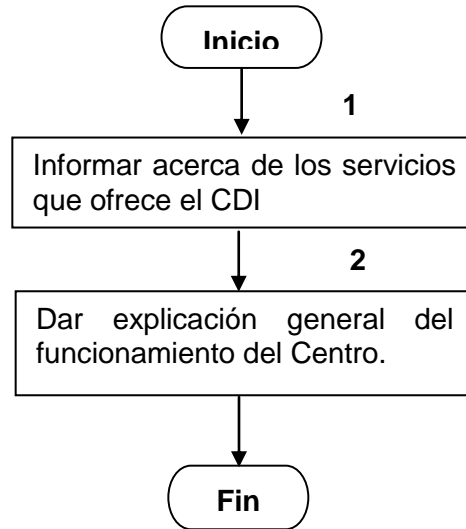 Inicio
1
Informar acerca de los servicios
que ofrece el CDI
2
Dar explicación general del
funcionamiento del Centro.
Fin